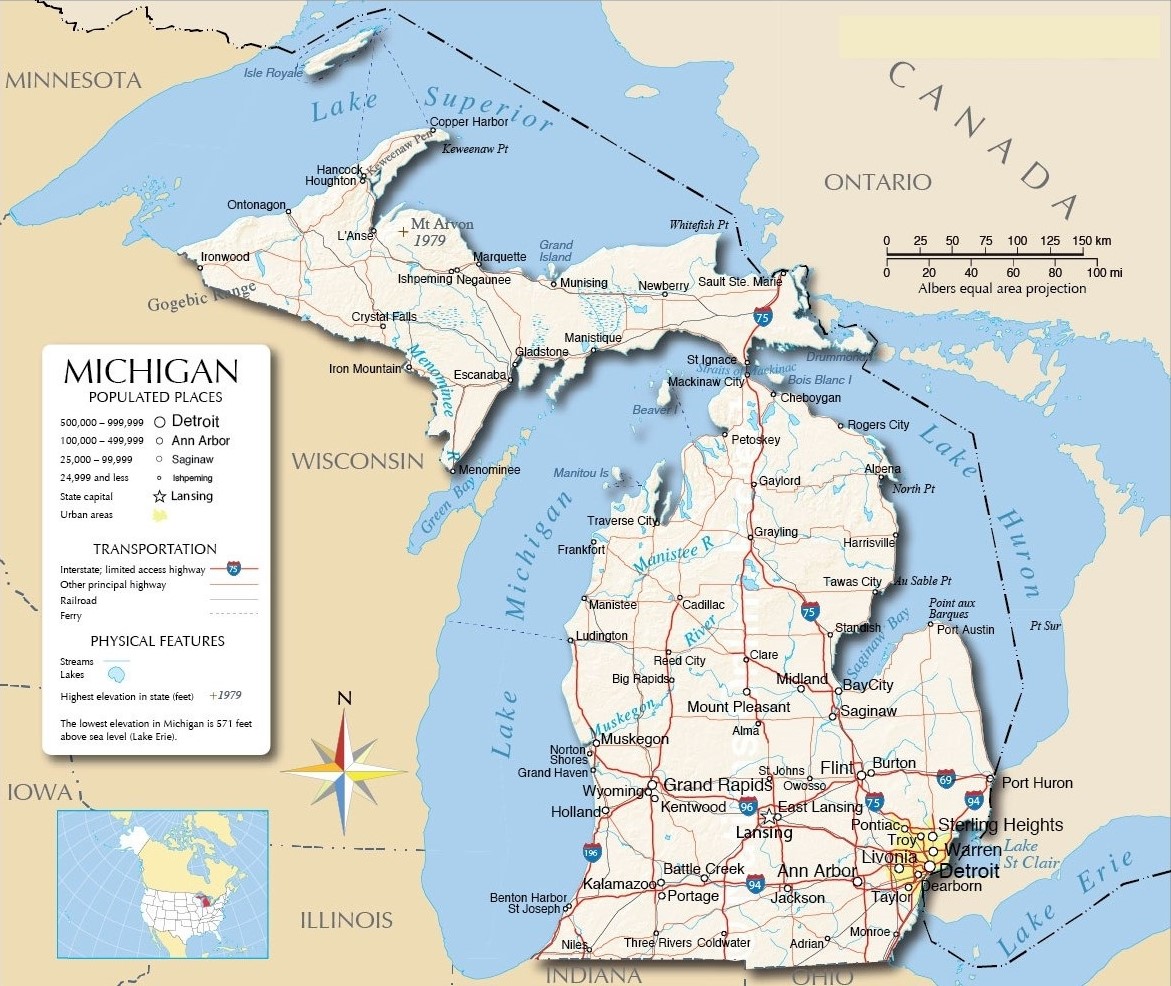 MINNESOTA
Isle Royale
Lake Superior
CANADA
ONTARIO
Copper Harbor
Keweenaw Pen
Keweenaw Pt
Hancock
Houghton
Ontonagon
L'Anse
Mt Arvon
1979
Whitefish Pt
Ironwood
Marquette
Grand
Island
Ishpeming
Negaunee
Munising
Newberry
Sault Ste. Marie
Gogebic Range
0 25 50 75 100 125 150 km
0 20 40 60 80 100 mi
Albers equal area projection
75
Crystal Falls
Manistique
Gladstone
Iron Mountain
Menominee R
Escanaba
St Ignace
Straits of Mackinac
Drummond I
Mackinaw City
Bois Blanc I
Cheboygan
Beaver I
Rogers City
Petoskey
Lake Huron
WISCONSIN
Menominee
Green Bay
Manitou Is
Alpena
North Pt
Gaylord
Traverse City
Frankfort
Grayling
Harrisville
Manistee R
Lake Michigan
Tawas City
Au Sable Pt
Manistee
Cadillac
75
Point aux
Barques
Port Austin
Pt Sur
Ludington
River
Standish
Saginaw Bay
Reed City
Clare
Big Rapids
Midland
BayCity
Mount Pleasant
Saginaw
Muskegon
Alma
Muskegon
Norton
Shores
Grand Haven
St Johns
Flint
Burton
69
Port Huron
Wyoming
Grand Rapids
Owosso
Kentwood
96
East Lansing
75
94
Holland
Lansing
Pontiac
Sterling Heights
Troy
196
Warren
Lake
St Clair
Livonia
Detroit
Battle Creek
Ann Arbor
Kalamazoo
94
Dearborn
Portage
Jackson
Taylor
Benton Harbor
St Joseph
Lake Erie
Niles
Three Rivers
Coldwater
Adrian
Monroe
IOWA
ILLINOIS
INDIANA
OHIO
N
MICHIGAN
POPULATED PLACES
500,000 – 999,999 Detroit
100,000 – 499,999 Ann Arbor
25,000 – 99,999 Saginaw
24,999 and less Ishpeming
State capital Lansing
Urban areas
TRANSPORTATION
Interstate; limited access highway 75
Other principal highway
Railroad
Ferry
PHYSICAL FEATURES
Streams
Lakes
Highest elevation in state (feet) +1979
The lowest elevation in Michigan is 571 feet
above sea level (Lake Erie).